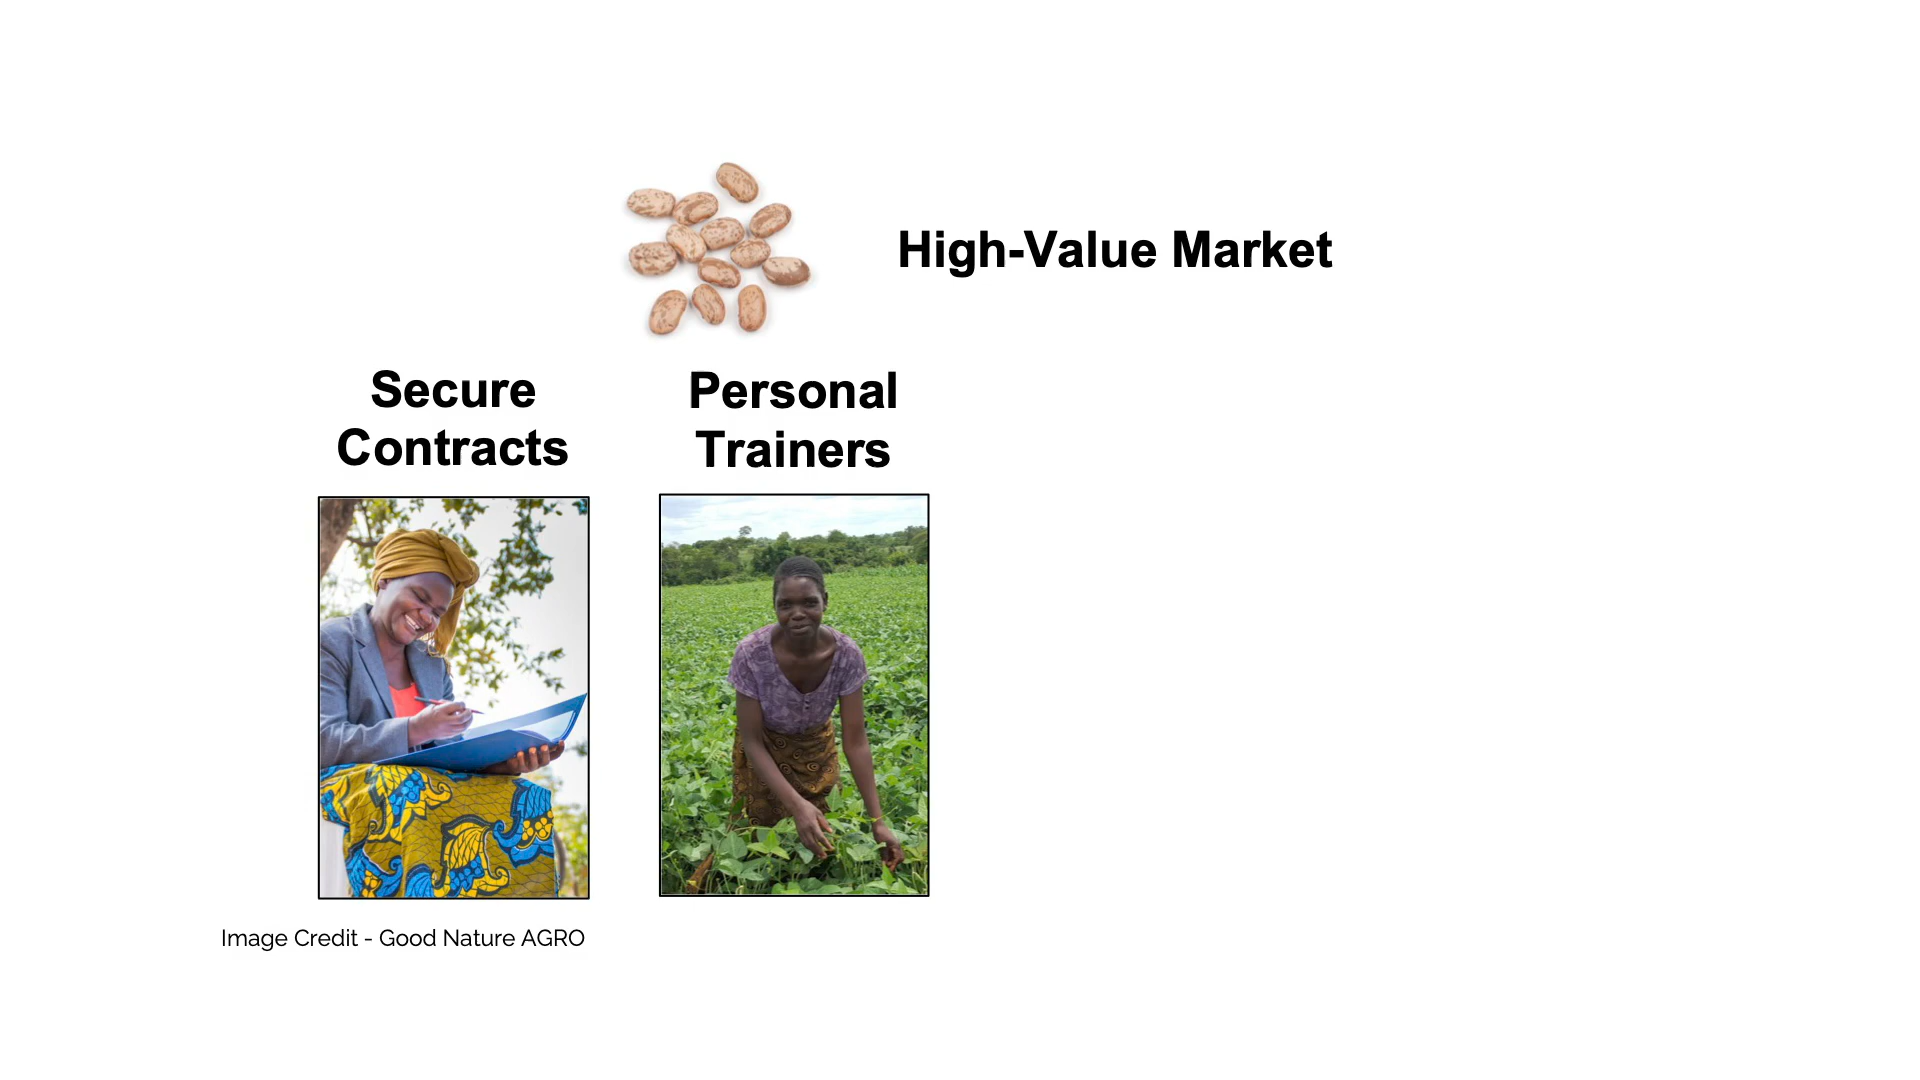 High-Value Market
Secure
Contracts
Personal
Trainers
Image Credit - Good Nature AGRO